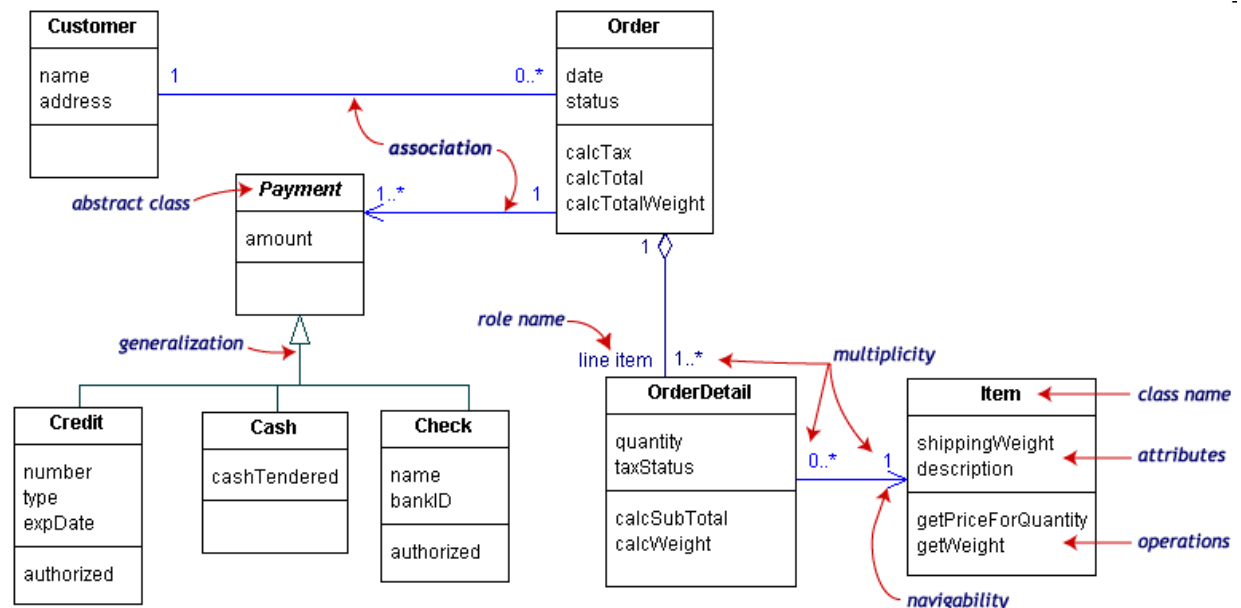 Customer
name
address
1
0..*
Order
date
status
calcTax
calcTotal
calcTotalWeight
association
abstract class
Payment
amount
1..*
1
1
generalization
role name
line item
1..*
multiplicity
Credit
number
type
expDate
authorized
Cash
cashTendered
Check
name
bankID
authorized
OrderDetail
quantity
taxStatus
calcSubTotal
calcWeight
0..*
1
Item
shippingWeight
description
getPriceForQuantity
getWeight
class name
attributes
operations
navigability